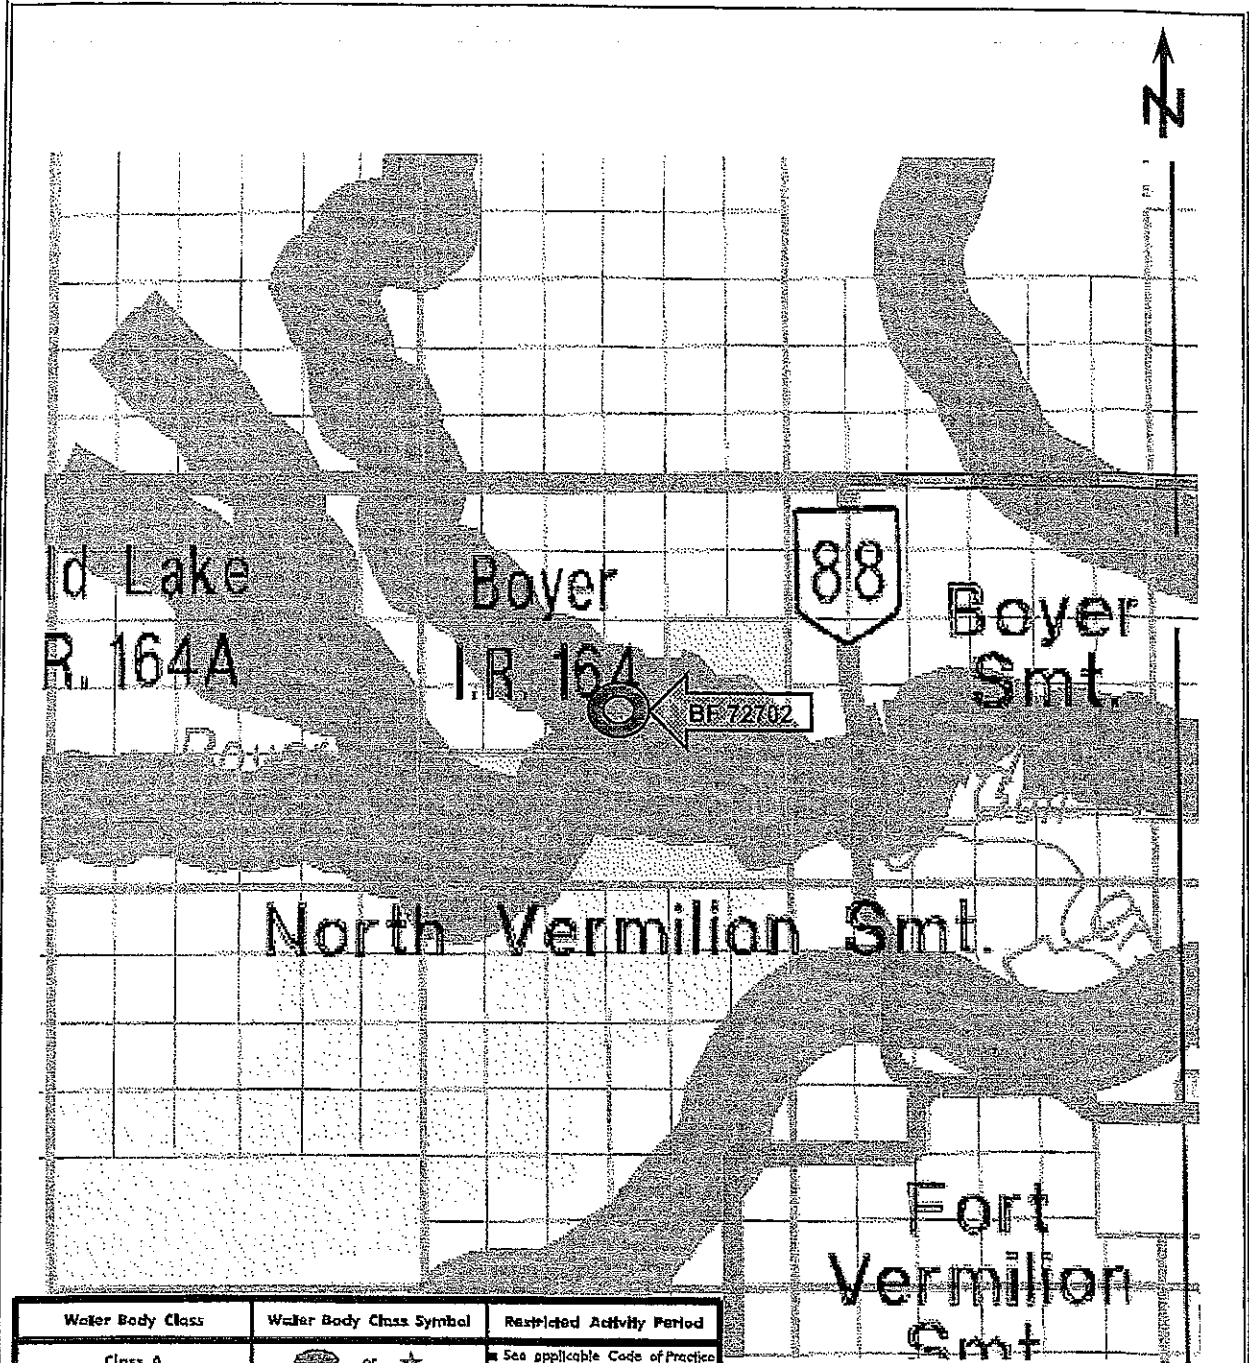 N
ld Lake
R. 164A
Boyer
I.R. 164
88
Boyer
Smt.
BF 72702
North Vermilion Smt.
Fort
Vermilion
Smt
Water Body Class
Water Body Class Symbol
Restricted Activity Period
Class A
or
See applicable Code of Practice